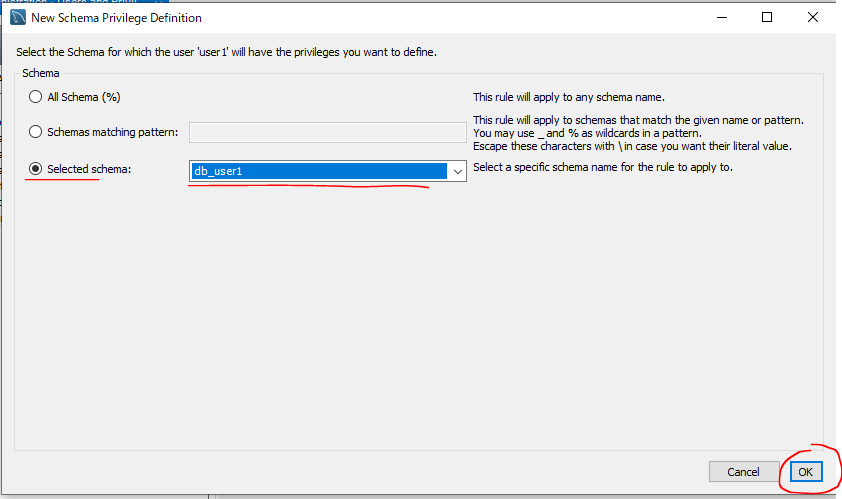 New Schema Privilege Definition
Select the Schema for which the user 'user1' will have the privileges you want to define.
Schema
All Schema (%)
This rule will apply to any schema name.
Schemas matching pattern:
This rule will apply to schemas that match the given name or pattern.
You may use _ and % as wildcards in a pattern.
Escape these characters with \ in case you want their literal value.
Selected schema:
db_user1
Select a specific schema name for the rule to apply to.
Cancel
OK